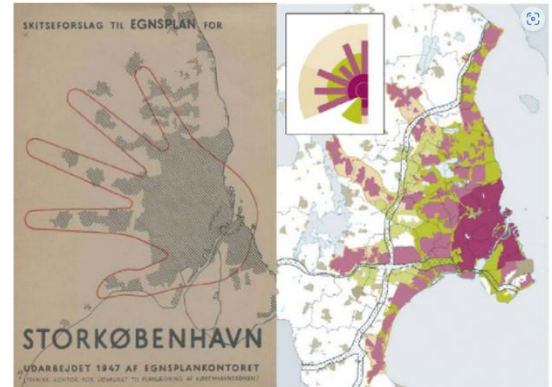 SKITSEFORSLAG TIL EGNSPLAN FOR
STORKØBENHAVN
UDARBEJDET 1947 AF EGNSPLANKONTORET